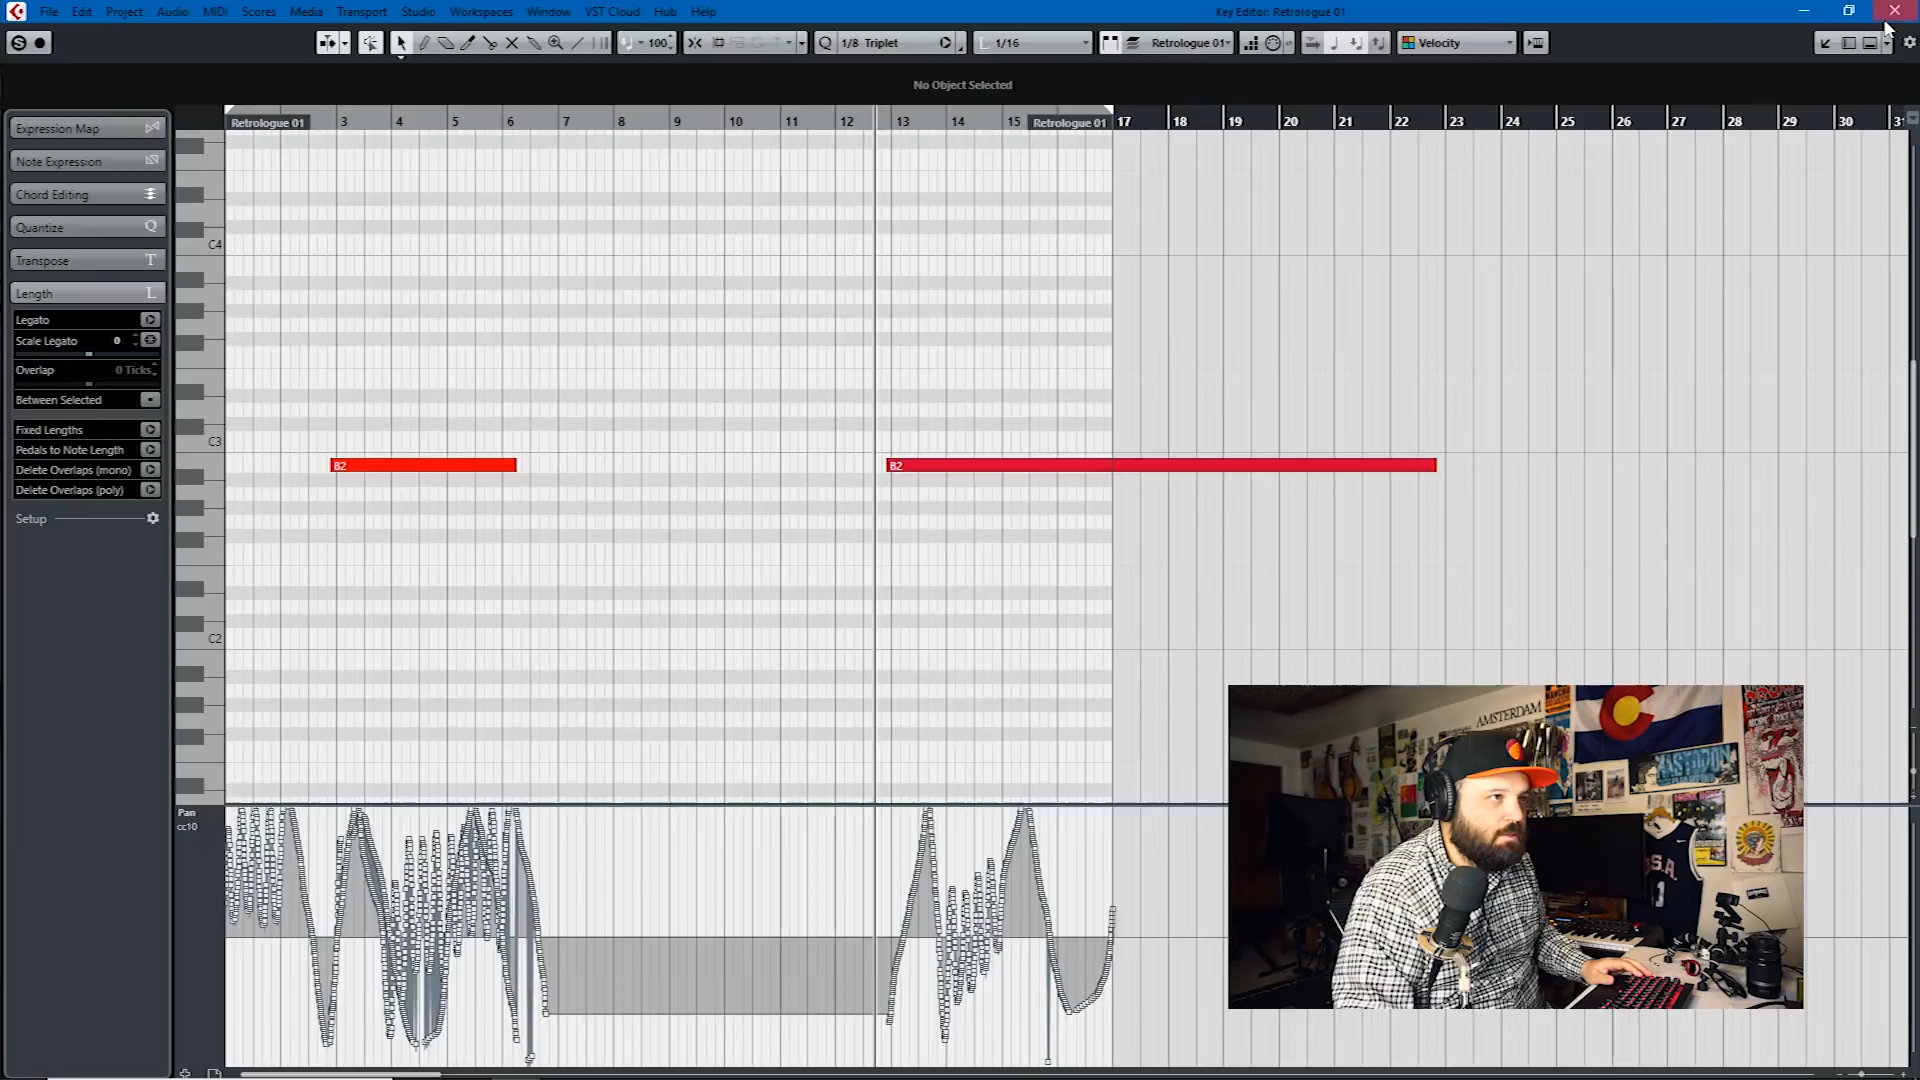 File Edit Project Audio MIDI Scores Media Transport Studio Workspaces Window VST Cloud Hub Help Key Editor: Retrologue 01
100 Q 1/8 Triplet L 1/16 Retrologue 01 Velocity
No Object Selected
Retrologue 01 3 4 5 6 7 8 9 10 11 12 13 14 15 Retrologue 01 17 18 19 20 21 22 23 24 25 26 27 28 29 30
Expression Map
Note Expression
Chord Editing
Quantize Q
Transpose T
Length L
Legato
Scale Legato 0
Overlap 0 Ticks
Between Selected
Fixed Lengths
Pedals to Note Length
Delete Overlaps (mono)
Delete Overlaps (poly)
Setup
C4
C3
B2 B2
C2
Pan
cc10
AMSTERDAM
MASTODON
USA
1